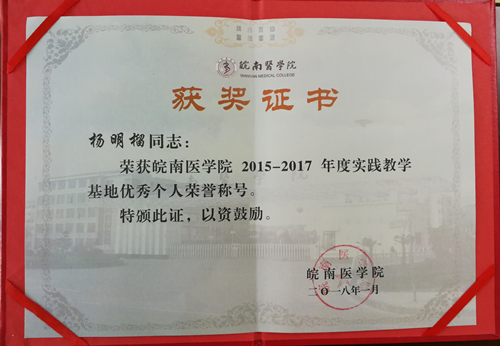 皖南醫學院
WANNAN MEDICAL COLLEGE
获奖证书
杨明榴同志：
荣获皖南医学院 2015-2017 年度实践教学
基地优秀个人荣誉称号。
特颁此证，以资鼓励。
皖南医学院
二〇一八年一月